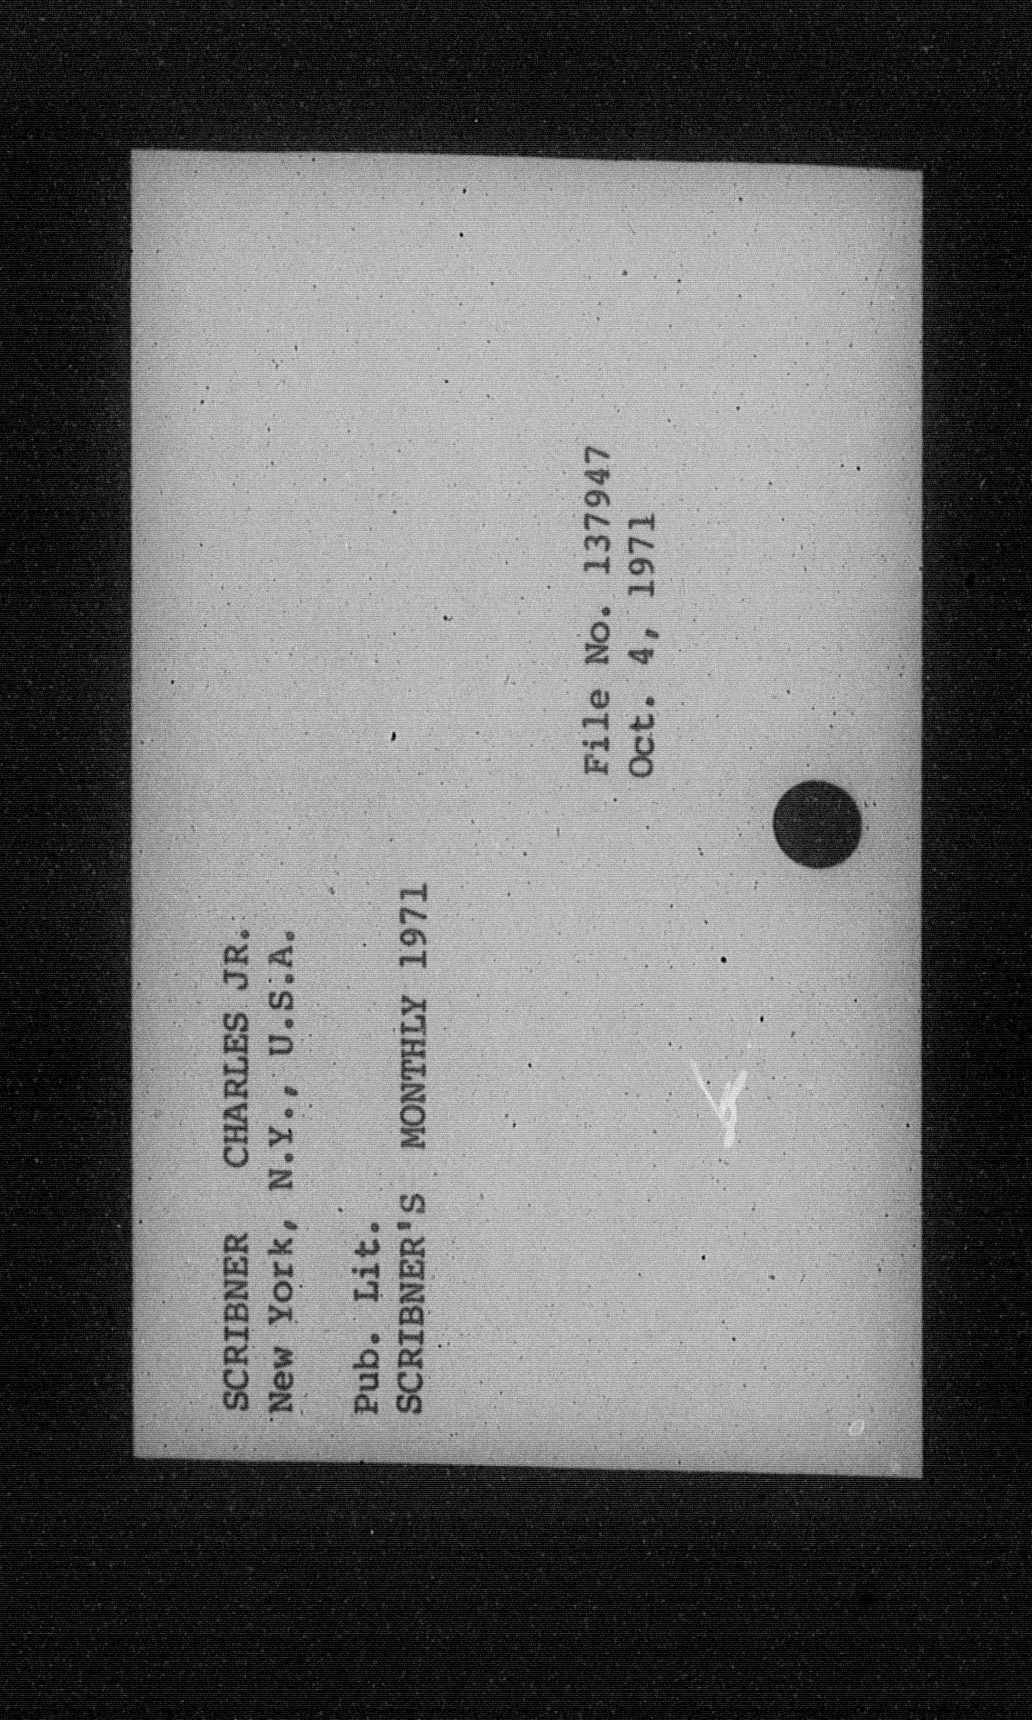 SCRIBNER CHARLES JR.
New York, N.Y., U.S.A.
Pub. Lit.
SCRIBNER'S MONTHLY 1971
File No. 137947
Oct. 4, 1971